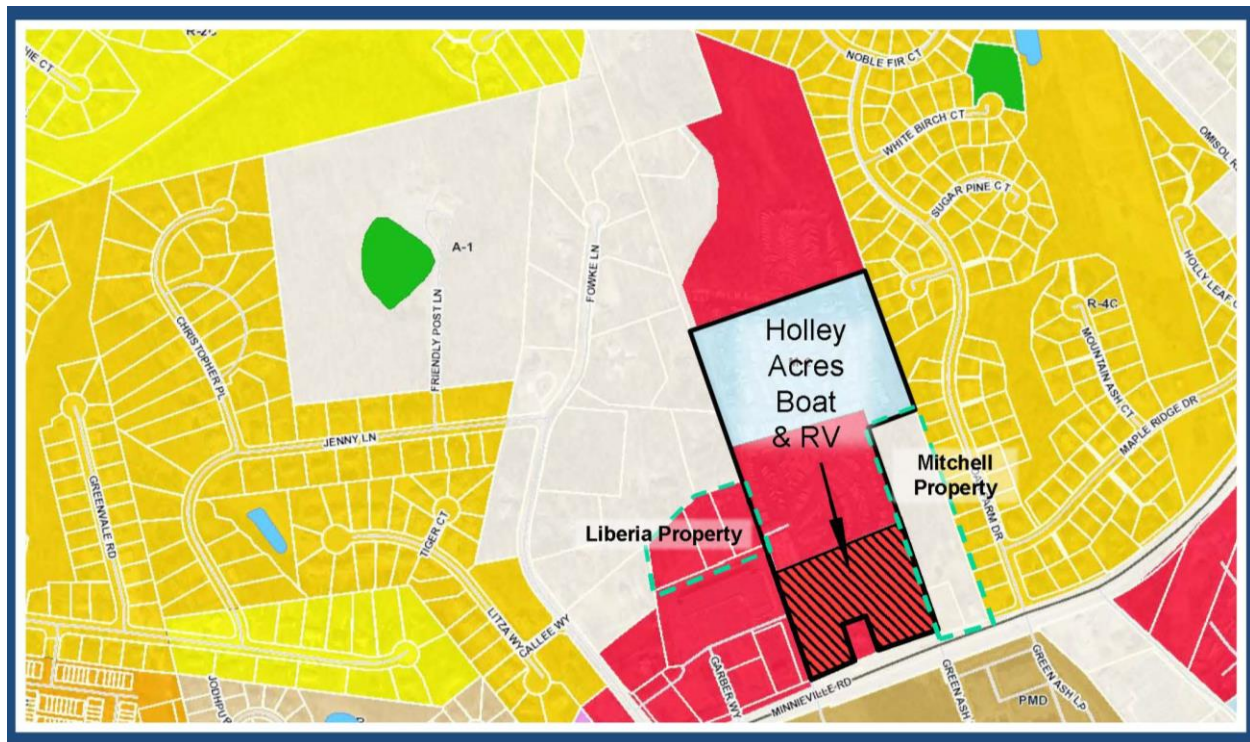 R-2C
NOBLE FIR CT
WHITE BIRCH CT
SUGAR PINE CT
A-1
FOWKE LN
FRIENDLY POST LN
CHRISTOPHER PL
JENNY LN
R-4C
HOLLY LEAF C
MOUNTAIN ASH CT
MAPLE RIDGE DR
Holley
Acres
Boat
& RV
Mitchell
Property
Liberia Property
GREENVALE RD
TIGER CT
LITZA WY
CALLEE WY
GARBER WY
MINNIEVILLE RD
GREEN ASH
GREEN ASH LP
PMD
JODHPU